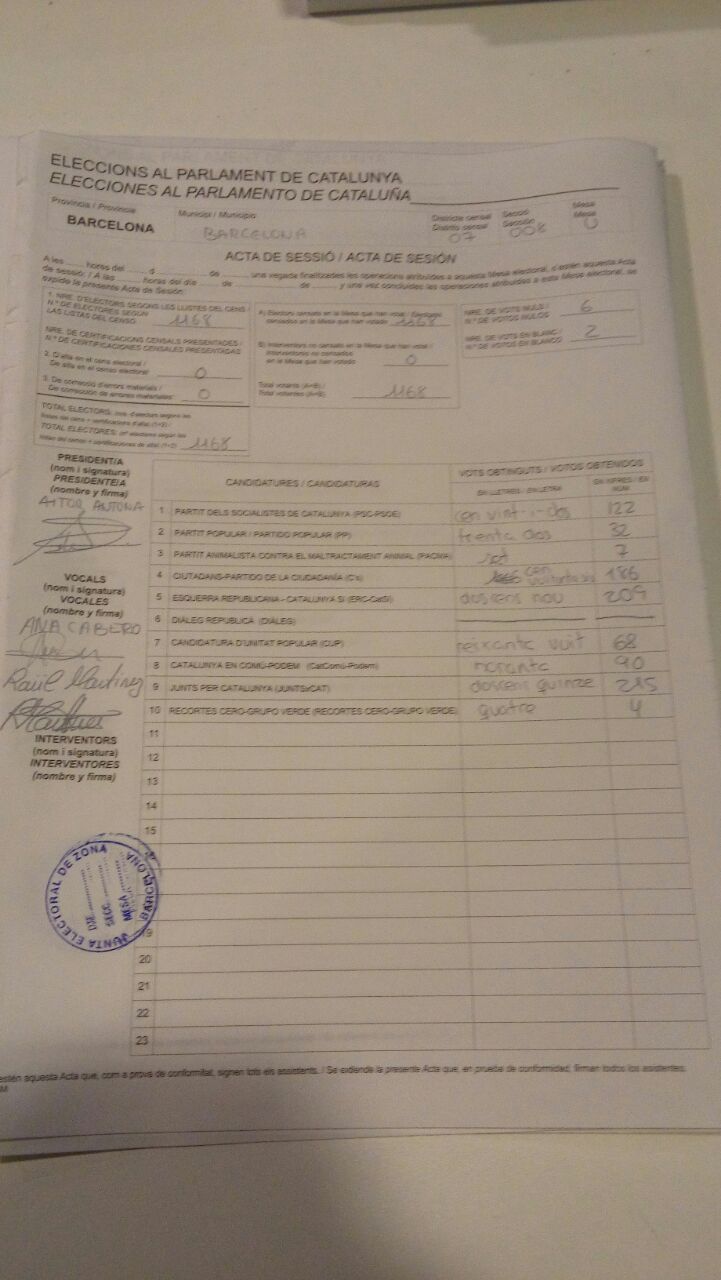 ELECCIONS AL PARLAMENT DE CATALUNYA
ELECCIONES AL PARLAMENTO DE CATALUÑA
Província / Provincia
BARCELONA
Municipi / Municipio
BARCELONA
Districte censal
Distrito censal
07
Secció
Sección
008
Mesa
Mesa
U
ACTA DE SESSIÓ / ACTA DE SESIÓN
A les ...... hores del ...... d ...... de ...... una vegada finalitzades les operacions atribuïdes a aquesta Mesa electoral, s'estén aquesta Acta
de sessió. / A las ...... horas del día ...... de ...... de ...... y una vez concluidas las operaciones atribuidas a esta Mesa electoral, se
expide la presente Acta de Sesión:
1. NRE. D'ELECTORS SEGONS LES LLISTES DEL CENS /
N.º DE ELECTORES SEGÚN
LAS LISTAS DEL CENSO 1168
NRE. DE CERTIFICACIONS CENSALS PRESENTADES /
N.º CERTIFICACIONES CENSALES PRESENTADAS
2. D'alta en el cens electoral /
De alta en el censo electoral 0
3. De correcció d'errors materials /
De corrección de errores materiales 0
TOTAL ELECTORS:
TOTAL ELECTORES:
1168
A) Electors censats en la Mesa que han votat / Electores
censados en la Mesa que han votado 1168
B) Interventors no censats en la Mesa que han votat /
Interventores no censados
en la Mesa que han votado 0
Total votants (A+B) /
Total votantes (A+B) 1168
NRE. DE VOTS NULS /
N.º DE VOTOS NULOS 6
NRE. DE VOTS EN BLANC /
N.º DE VOTOS EN BLANCO 2
PRESIDENT/A
(nom i signatura)
PRESIDENTE/A
(nombre y firma)
AITOR ANTONA
VOCALS
(nom i signatura)
VOCALES
(nombre y firma)
ANA CABERO
Raül Martínez
INTERVENTORS
(nom i signatura)
INTERVENTORES
(nombre y firma)
CANDIDATURES / CANDIDATURAS
VOTS OBTINGUTS / VOTOS OBTENIDOS
EN LLETRES / EN LETRA
EN XIFRES / EN NÚM.
1 PARTIT DELS SOCIALISTES DE CATALUNYA (PSC-PSOE) cen vint-i-dos 122
2 PARTIT POPULAR / PARTIDO POPULAR (PP) trenta dos 32
3 PARTIT ANIMALISTA CONTRA EL MALTRACTAMENT ANIMAL (PACMA) set 7
4 CIUTADANS-PARTIDO DE LA CIUDADANÍA (C's) cen 186
5 ESQUERRA REPUBLICANA - CATALUNYA SÍ (ERC-CatSí) doscens nou 209
6 DIÀLEG REPUBLICÀ (DIÀLEG)
7 CANDIDATURA D'UNITAT POPULAR (CUP) seixanta vuit 68
8 CATALUNYA EN COMÚ-PODEM (CatComú-Podem) noranta 90
9 JUNTS PER CATALUNYA (JUNTSxCAT) doscens quinze 215
10 RECORTES CERO-GRUPO VERDE (RECORTES CERO-GRUPO VERDE) quatre 4
11
12
13
14
15
19
20
21
22
23
JUNTA ELECTORAL DE ZONA
BARCELONA
DTE.
SECC.
MESA
estén aquesta Acta que, com a prova de conformitat, signen tots els assistents. / Se extiende la presente Acta que, en prueba de conformidad, firman todos los asistentes.